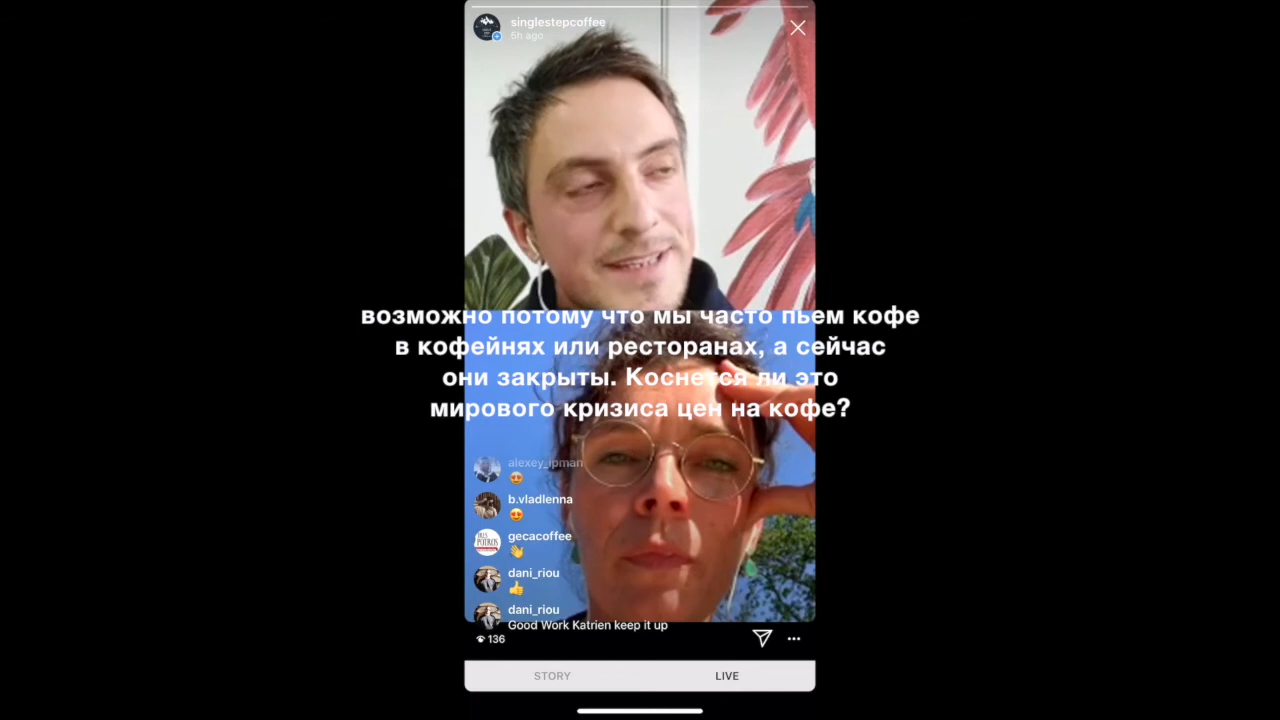 singlestepcoffee
5h ago
возможно потому что мы часто пьем кофе
в кофейнях или ресторанах, а сейчас
они закрыты. Коснется ли это
мирового кризиса цен на кофе?
alexey_ipman
😍
b.vladlenna
😍
gecacoffee
👋
dani_riou
👍
dani_riou
Good Work Katrien keep it up
136
STORY
LIVE